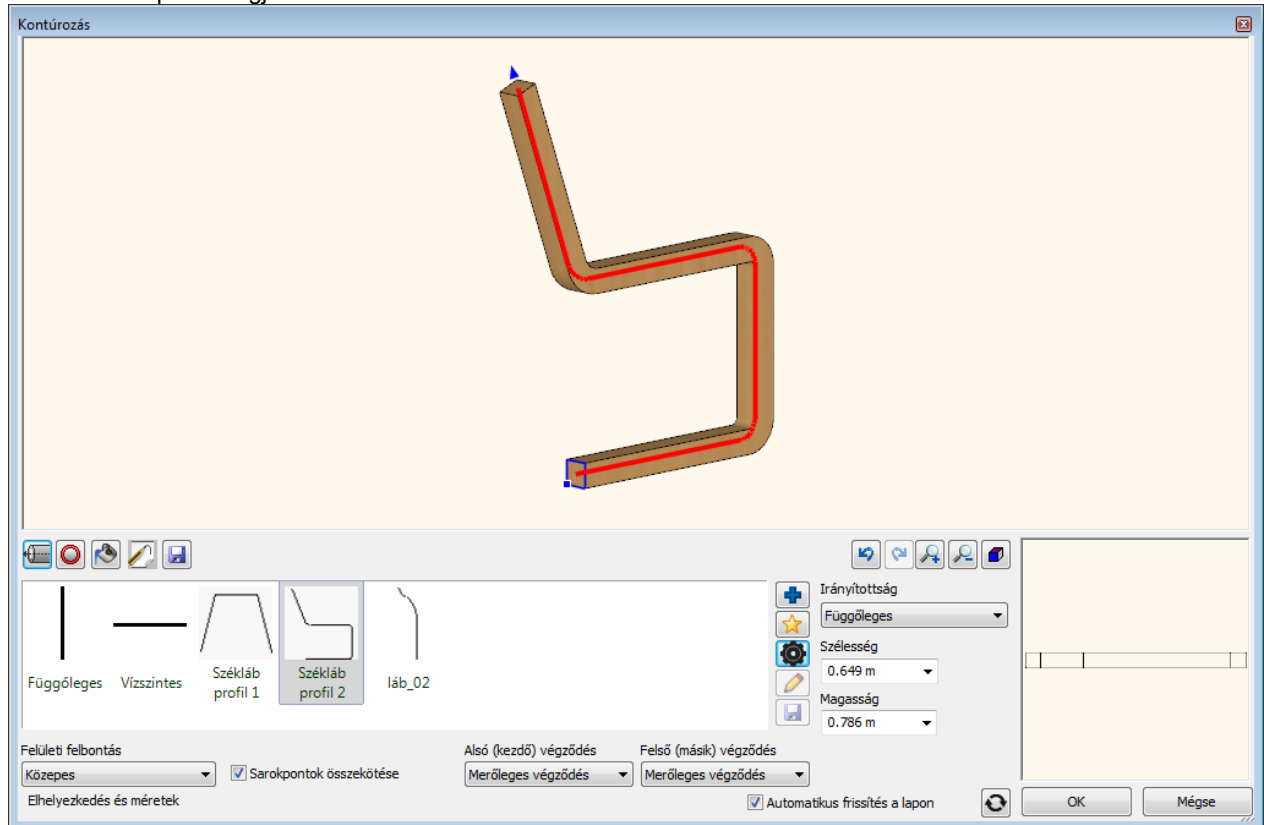 Kontúrozás
Irányítottság
Függőleges
Szélesség
0.649 m
Magasság
0.786 m
Függőleges
Vízszintes
Székláb
profil 1
Székláb
profil 2
láb_02
Felületi felbontás
Közepes
Sarokpontok összekötése
Alsó (kezdő) végződés
Merőleges végződés
Felső (másik) végződés
Merőleges végződés
Elhelyezkedés és méretek
Automatikus frissítés a lapon
OK
Mégse